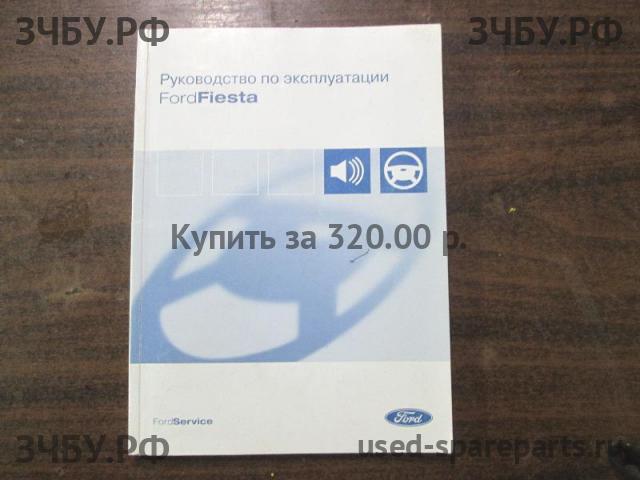 ЗЧБУ.РФ
ЗЧБУ.РФ
Руководство по эксплуатации
FordFiesta
Купить за 320.00 р.
FordService
Ford
ЗЧБУ.РФ
used-spareparts.ru